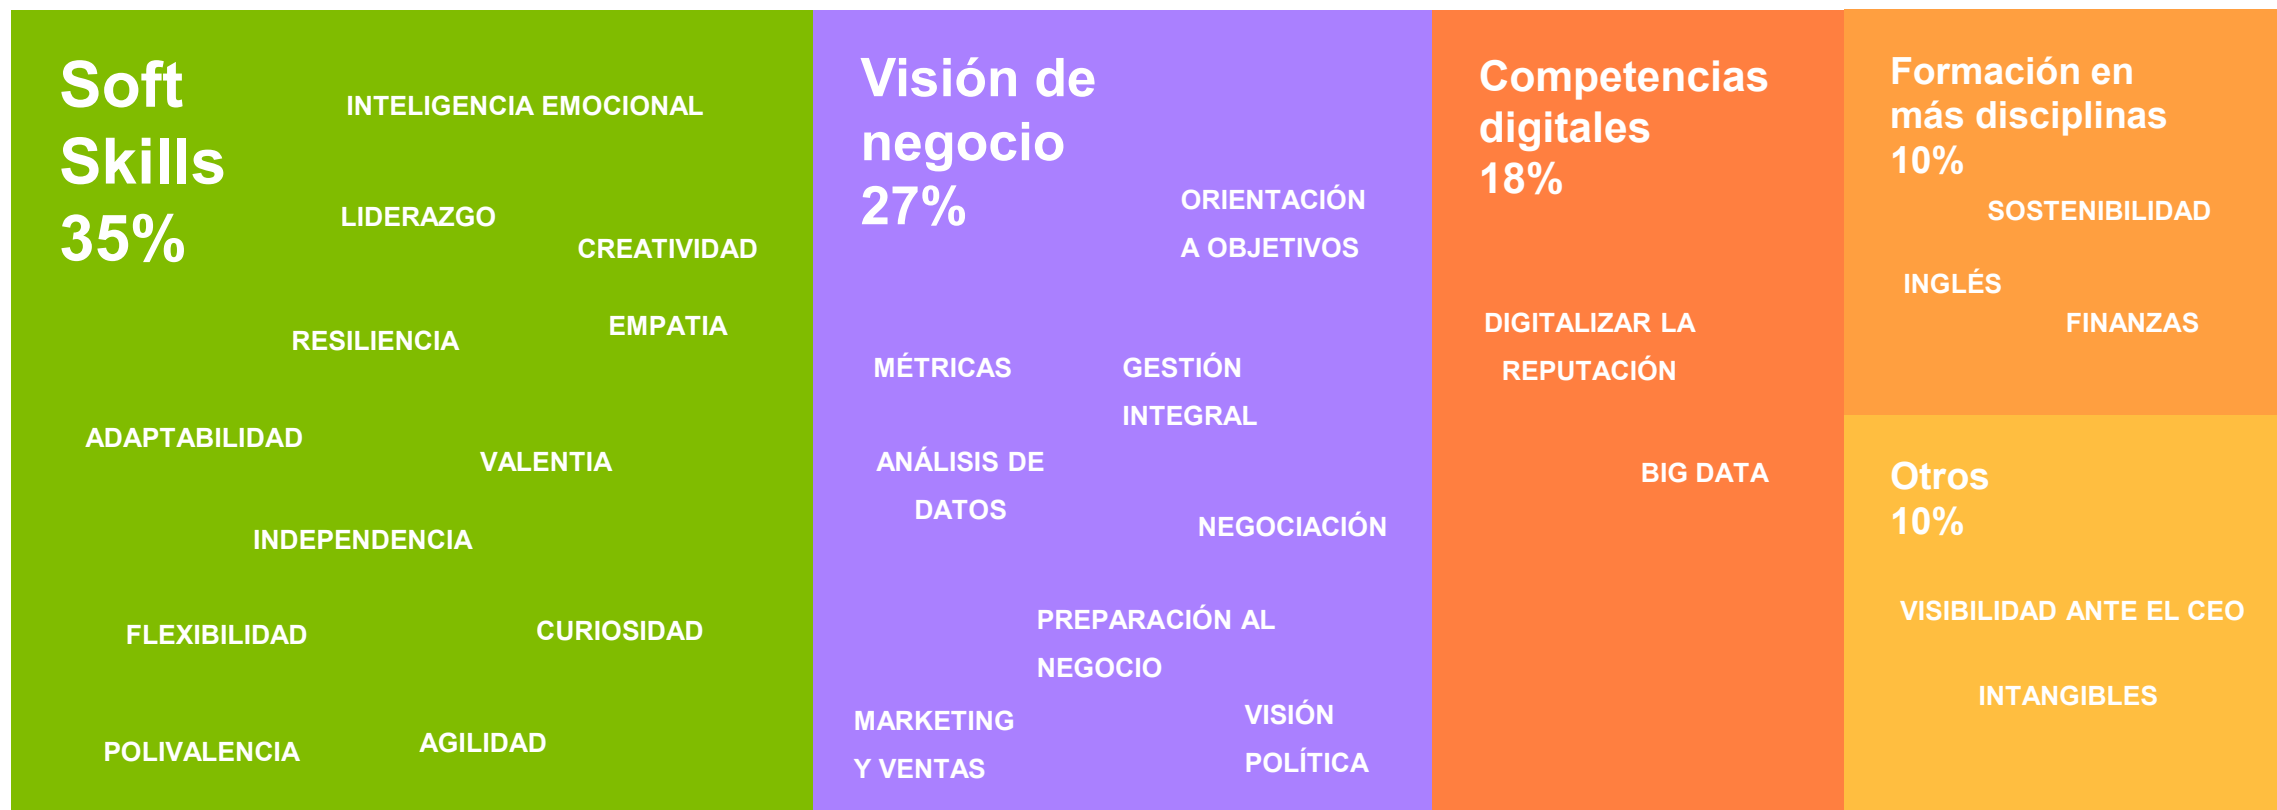 Soft
Skills
35%
INTELIGENCIA EMOCIONAL
LIDERAZGO
CREATIVIDAD
RESILIENCIA
EMPATIA
ADAPTABILIDAD
VALENTIA
INDEPENDENCIA
FLEXIBILIDAD
CURIOSIDAD
POLIVALENCIA
AGILIDAD
Visión de
negocio
27%
ORIENTACIÓN
A OBJETIVOS
MÉTRICAS
GESTIÓN
INTEGRAL
ANÁLISIS DE
DATOS
NEGOCIACIÓN
PREPARACIÓN AL
NEGOCIO
MARKETING
Y VENTAS
VISIÓN
POLÍTICA
Competencias
digitales
18%
DIGITALIZAR LA
REPUTACIÓN
BIG DATA
Formación en
más disciplinas
10%
SOSTENIBILIDAD
INGLÉS
FINANZAS
Otros
10%
VISIBILIDAD ANTE EL CEO
INTANGIBLES